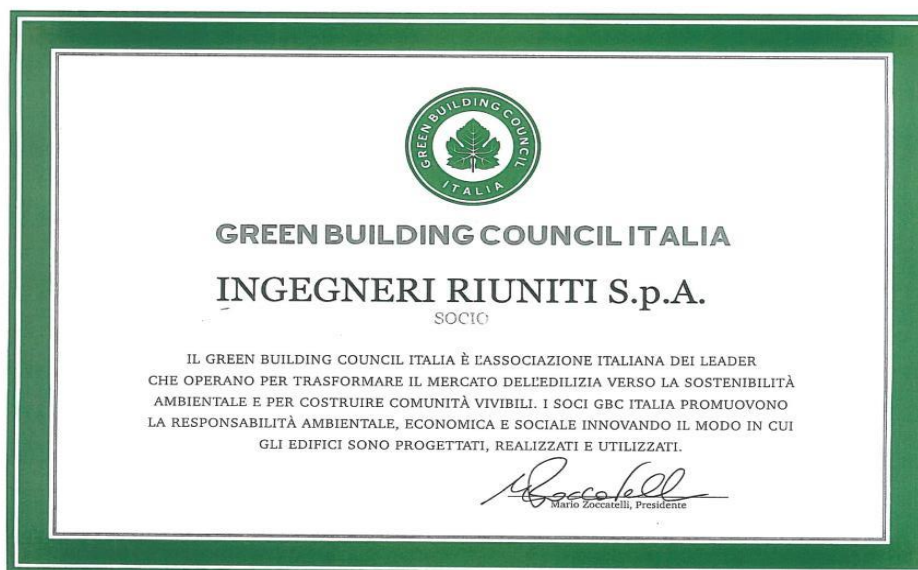 GREEN BUILDING COUNCIL
ITALIA
GREEN BUILDING COUNCIL ITALIA
INGEGNERI RIUNITI S.p.A.
SOCIO
IL GREEN BUILDING COUNCIL ITALIA È L'ASSOCIAZIONE ITALIANA DEI LEADER
CHE OPERANO PER TRASFORMARE IL MERCATO DELL'EDILIZIA VERSO LA SOSTENIBILITÀ
AMBIENTALE E PER COSTRUIRE COMUNITÀ VIVIBILI. I SOCI GBC ITALIA PROMUOVONO
LA RESPONSABILITÀ AMBIENTALE, ECONOMICA E SOCIALE INNOVANDO IL MODO IN CUI
GLI EDIFICI SONO PROGETTATI, REALIZZATI E UTILIZZATI.
Mario Zoccatelli, Presidente